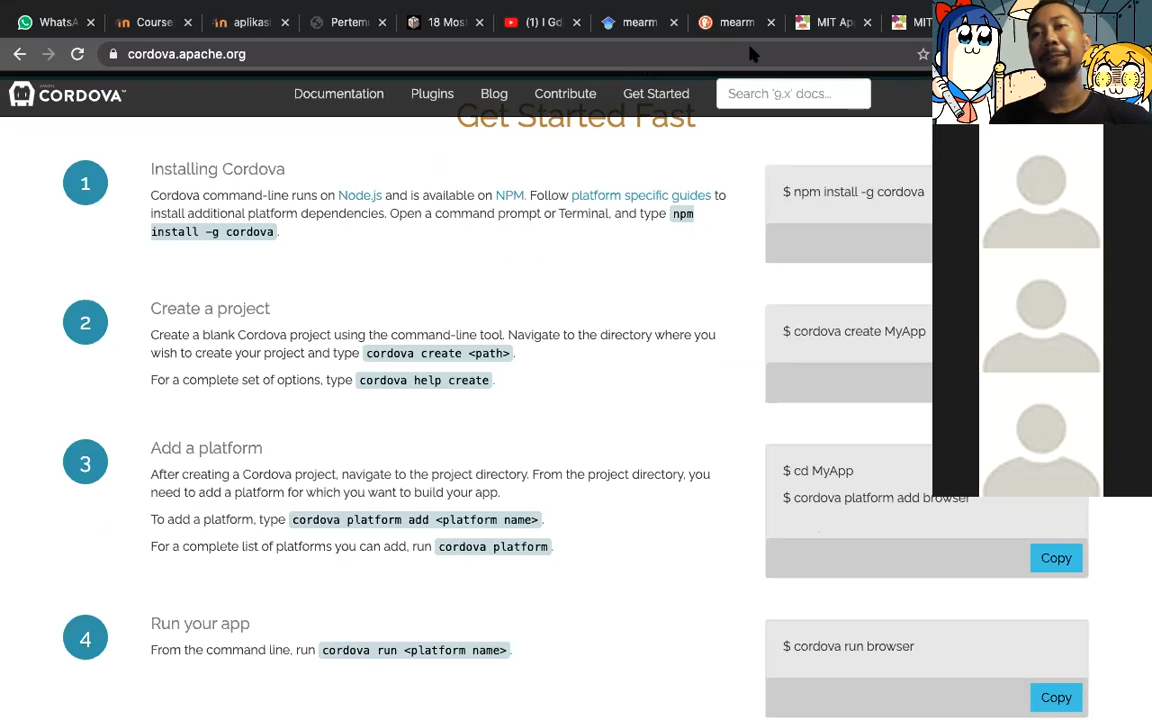 WhatsA
Course
aplikasi
Pertem
18 Most
(1) I Gd
mearm
mearm
MIT Ap
MIT
cordova.apache.org
APACHE
CORDOVA™
Documentation
Plugins
Blog
Contribute
Get Started
Search '9.x' docs...
Get Started Fast
1
Installing Cordova
Cordova command-line runs on Node.js and is available on NPM. Follow platform specific guides to
install additional platform dependencies. Open a command prompt or Terminal, and type npm
install -g cordova.
$ npm install -g cordova
2
Create a project
Create a blank Cordova project using the command-line tool. Navigate to the directory where you
wish to create your project and type cordova create <path>.
For a complete set of options, type cordova help create.
$ cordova create MyApp
3
Add a platform
After creating a Cordova project, navigate to the project directory. From the project directory, you
need to add a platform for which you want to build your app.
To add a platform, type cordova platform add <platform name>.
For a complete list of platforms you can add, run cordova platform.
$ cd MyApp
$ cordova platform add browser
Copy
4
Run your app
From the command line, run cordova run <platform name>.
$ cordova run browser
Copy